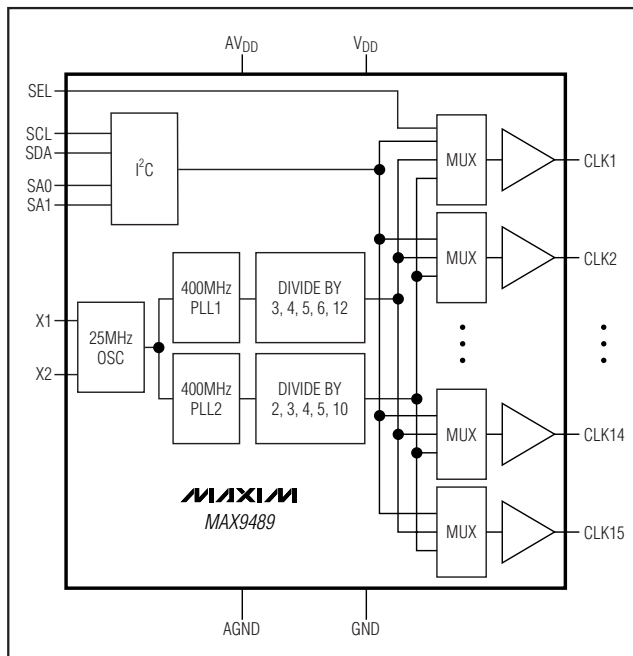 AVDD
VDD
SEL
SCL
SDA
SA0
SA1
I²C
MUX
CLK1
MUX
CLK2
X1
X2
25MHz
OSC
400MHz
PLL1
DIVIDE BY
3, 4, 5, 6, 12
400MHz
PLL2
DIVIDE BY
2, 3, 4, 5, 10
MUX
CLK14
MUX
CLK15
MAXIM
MAX9489
AGND
GND